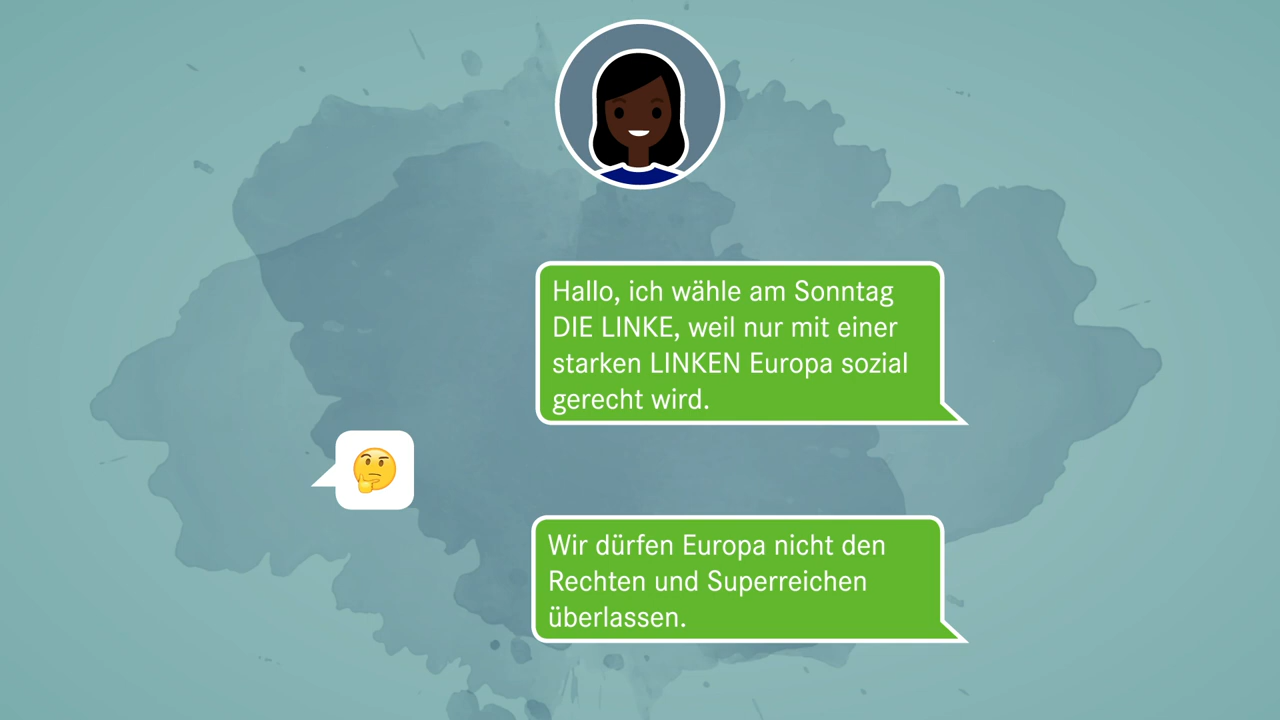 Hallo, ich wähle am Sonntag
DIE LINKE, weil nur mit einer
starken LINKEN Europa sozial
gerecht wird.
Wir dürfen Europa nicht den
Rechten und Superreichen
überlassen.